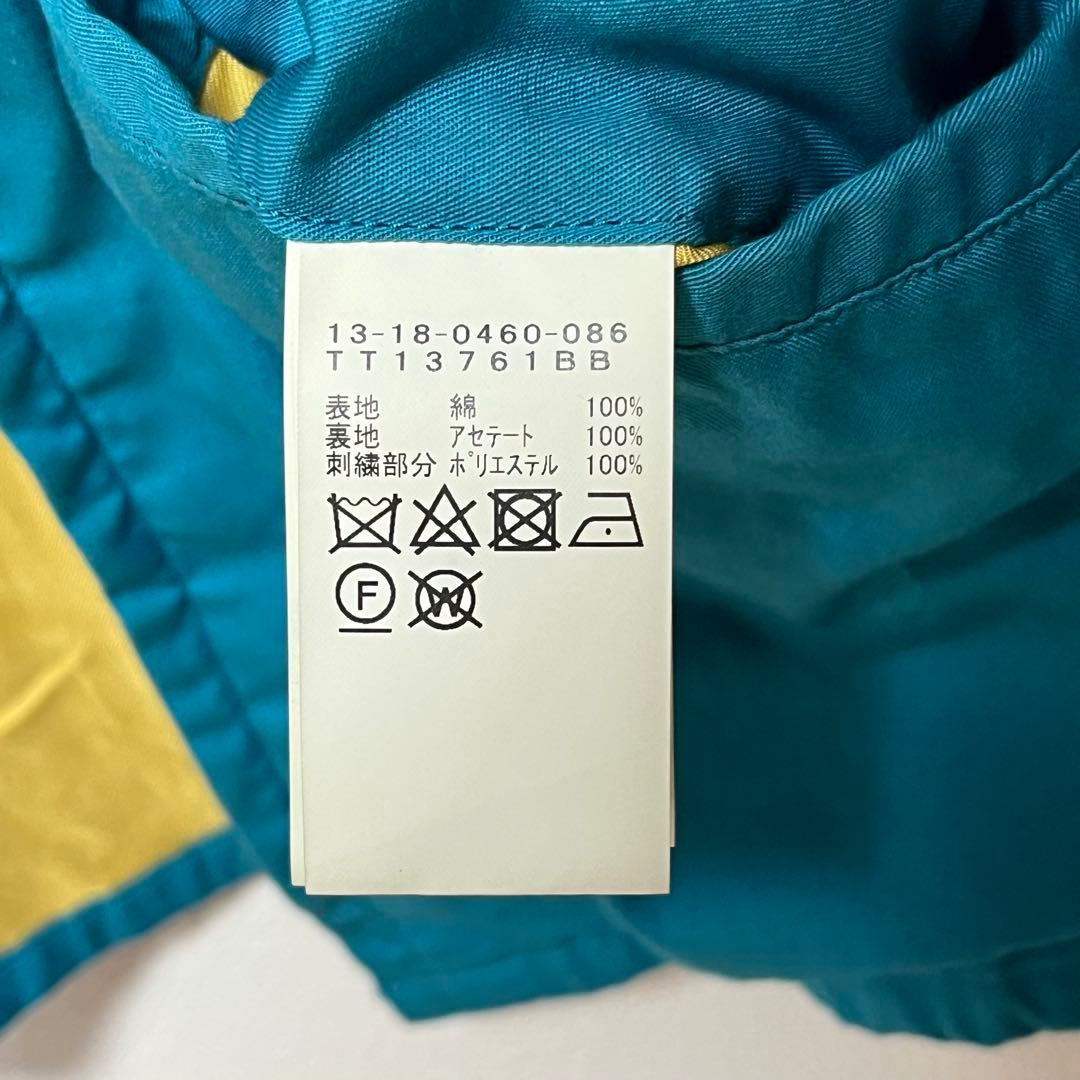 13-18-0460-086
TT13761BB
表地 綿 100%
裏地 アセテート 100%
刺繍部分 ポリエステル 100%
F W